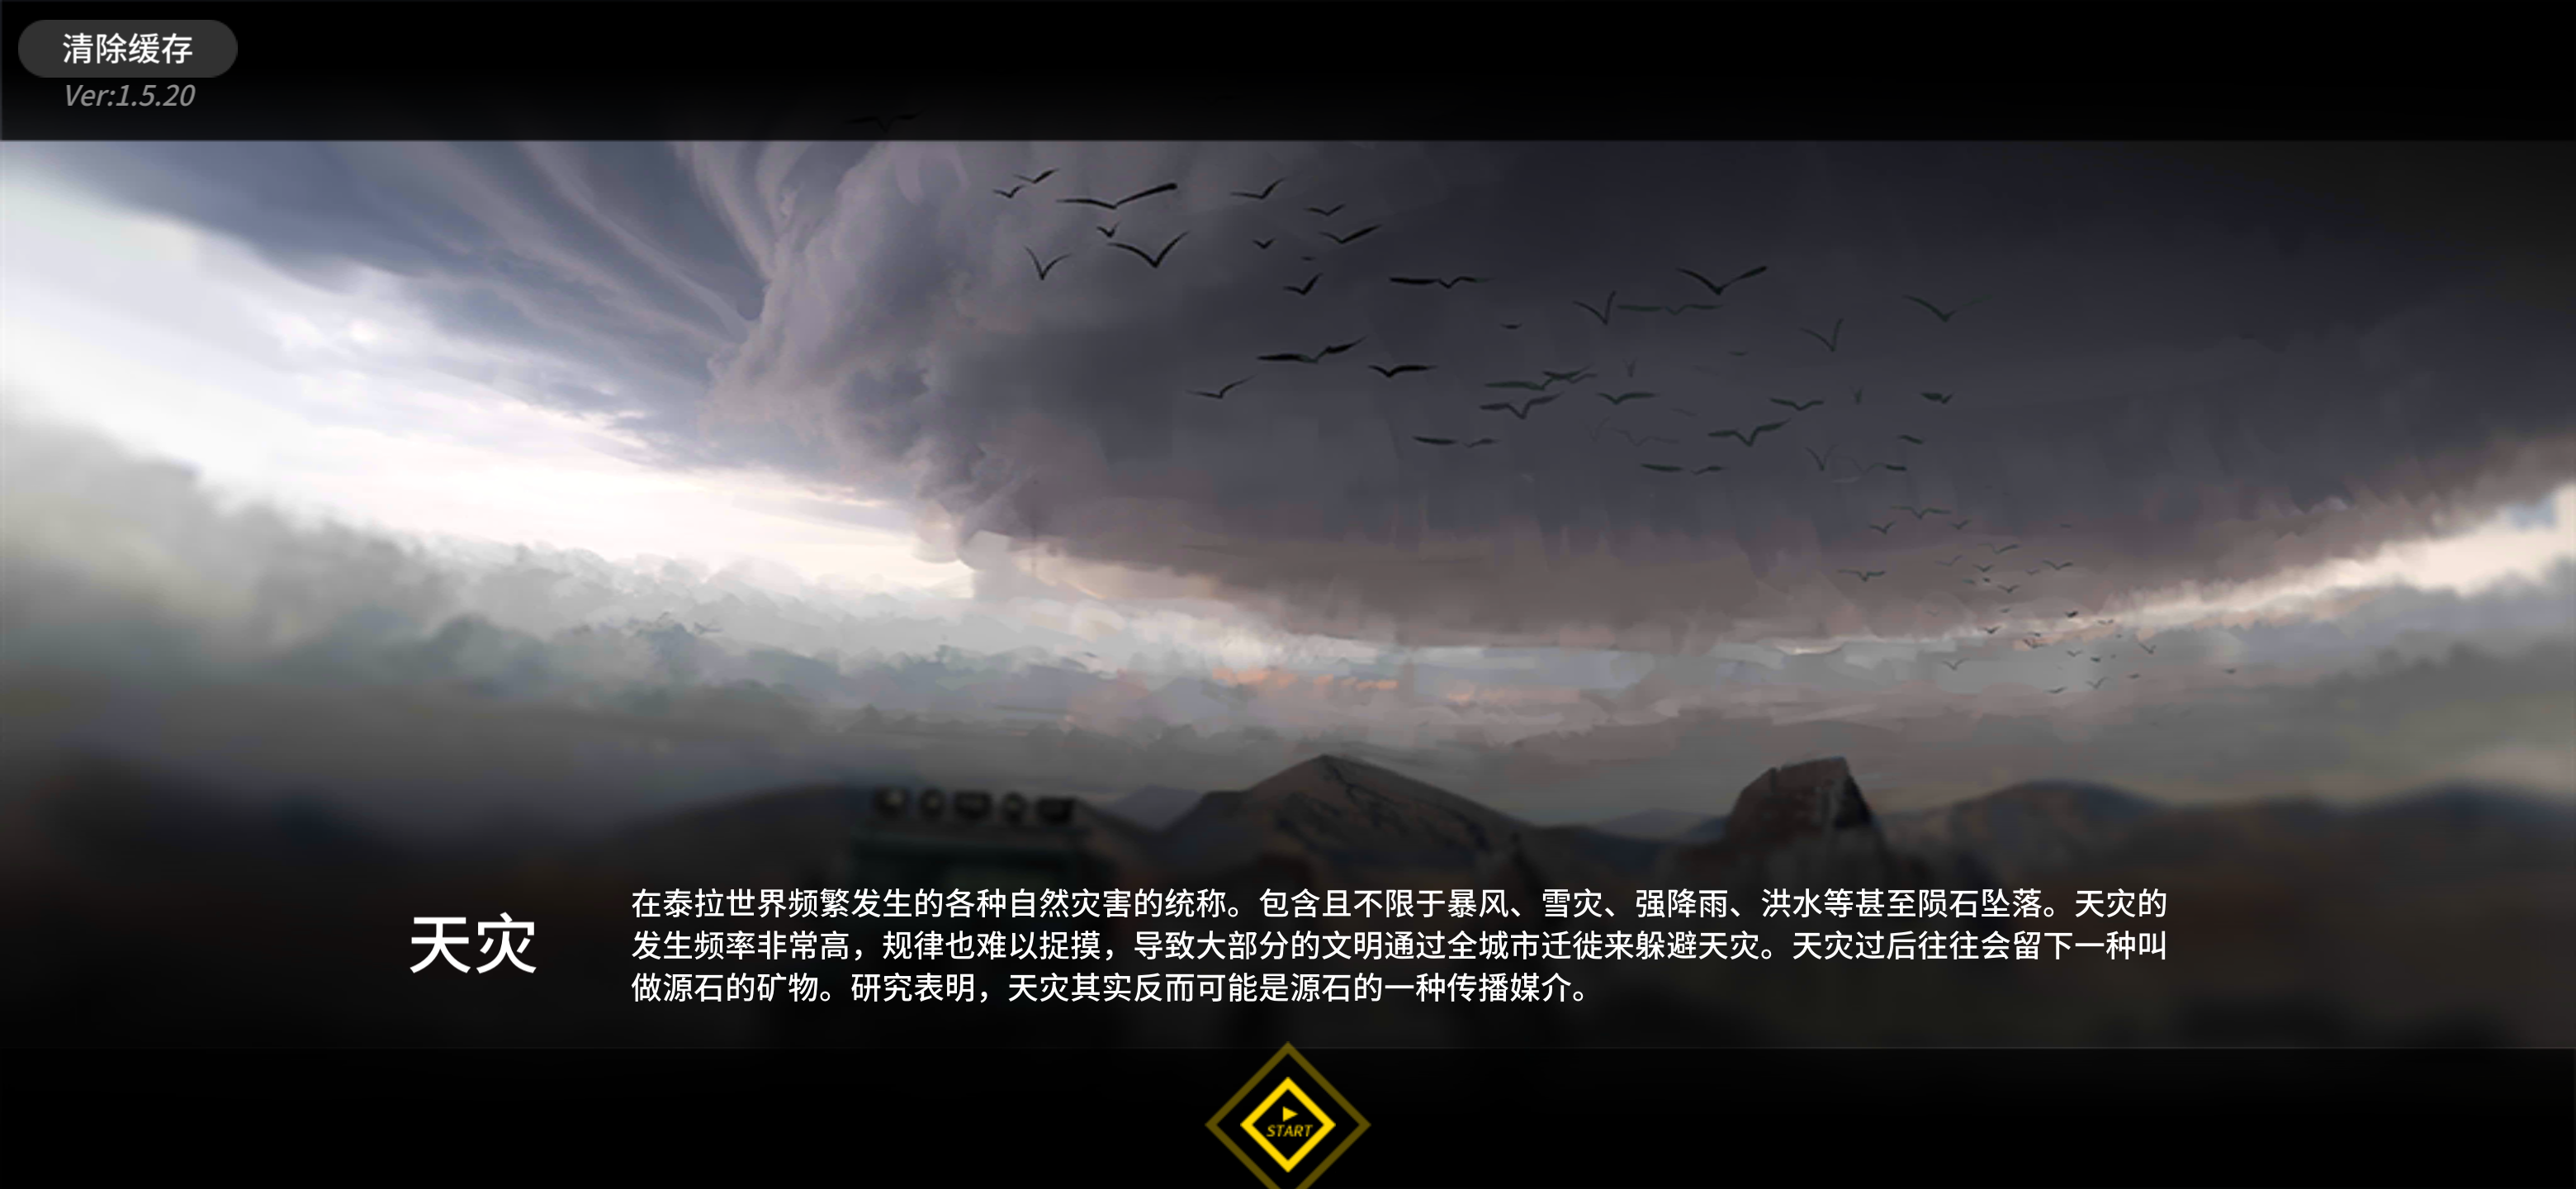 清除缓存
Ver:1.5.20
天灾
在泰拉世界频繁发生的各种自然灾害的统称。包含且不限于暴风、雪灾、强降雨、洪水等甚至陨石坠落。天灾的
发生频率非常高，规律也难以捉摸，导致大部分的文明通过全城市迁徙来躲避天灾。天灾过后往往会留下一种叫
做源石的矿物。研究表明，天灾其实反而可能是源石的一种传播媒介。
START